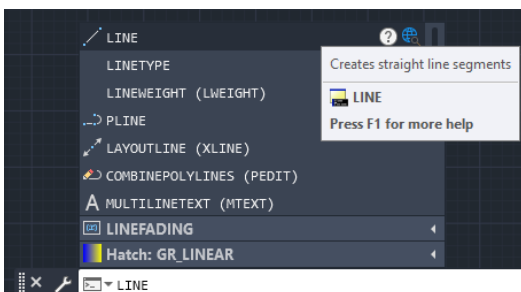 LINE
Creates straight line segments
LINE
Press F1 for more help
LINETYPE
LINEWEIGHT (LWEIGHT)
PLINE
LAYOUTLINE (XLINE)
COMBINEPOLYLINES (PEDIT)
A MULTILINETEXT (MTEXT)
LINEFADING
Hatch: GR_LINEAR
LINE